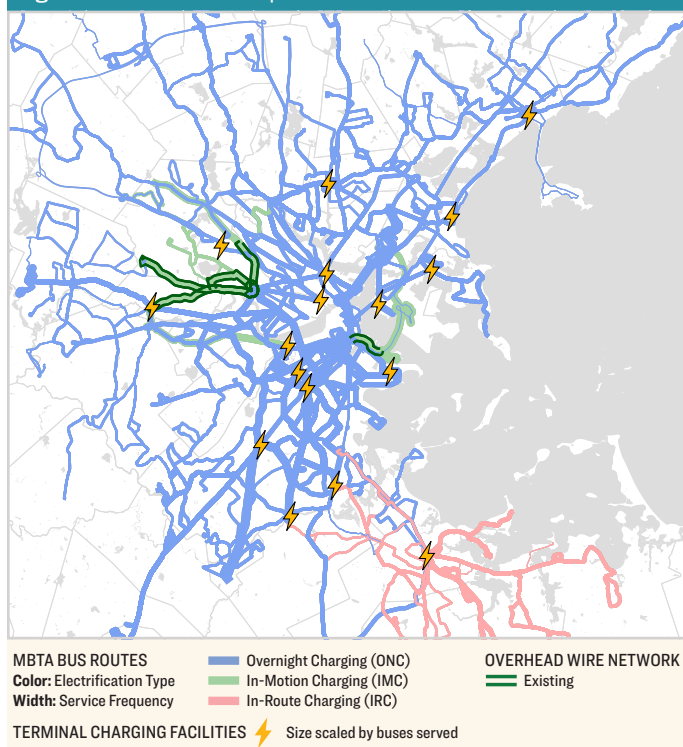 MBTA BUS ROUTES
Color: Electrification Type
Width: Service Frequency
Overnight Charging (ONC)
In-Motion Charging (IMC)
In-Route Charging (IRC)
OVERHEAD WIRE NETWORK
Existing
TERMINAL CHARGING FACILITIES
Size scaled by buses served